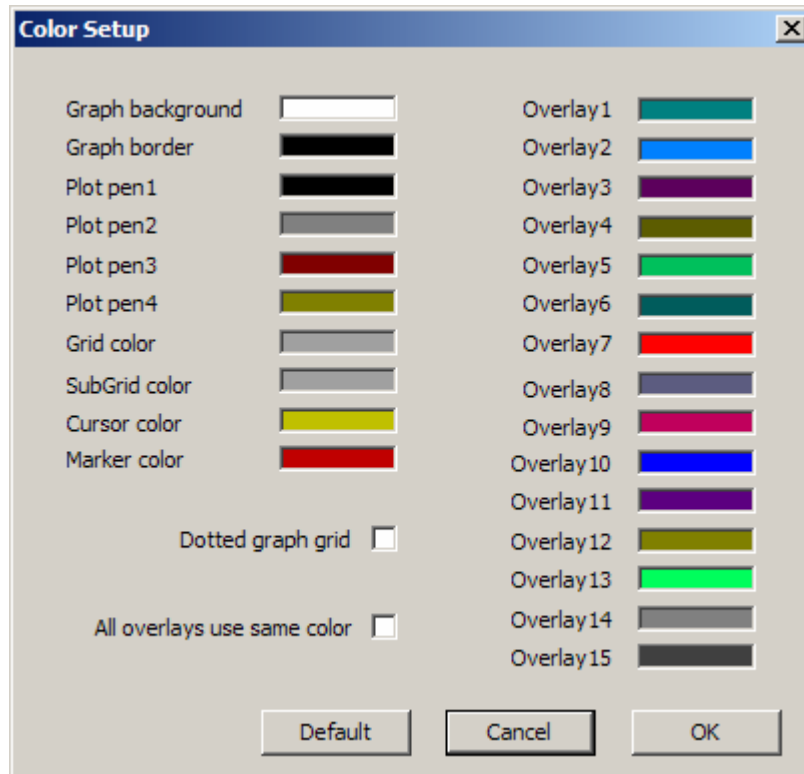 Color Setup
Graph background
Graph border
Plot pen1
Plot pen2
Plot pen3
Plot pen4
Grid color
SubGrid color
Cursor color
Marker color
Dotted graph grid
All overlays use same color
Overlay1
Overlay2
Overlay3
Overlay4
Overlay5
Overlay6
Overlay7
Overlay8
Overlay9
Overlay10
Overlay11
Overlay12
Overlay13
Overlay14
Overlay15
Default
Cancel
OK